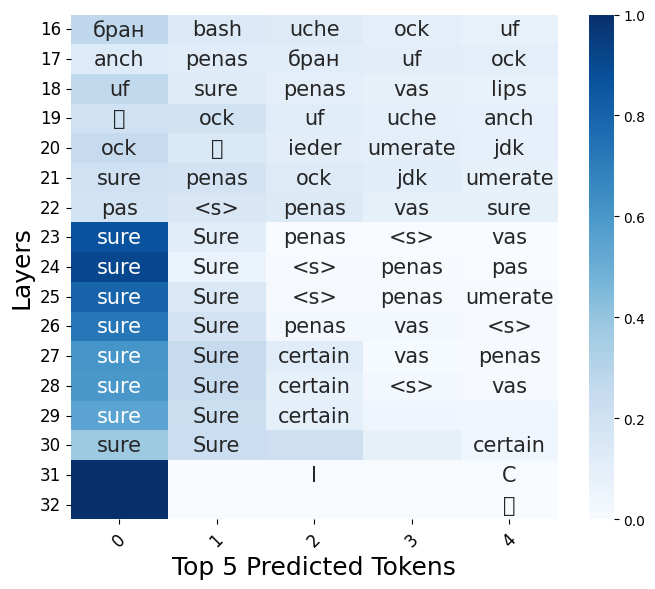 16 бран bash uche ock uf
17 anch penas бран uf ock
18 uf sure penas vas lips
19 ock uf uche anch
20 ock ieder umerate jdk
21 sure penas ock jdk umerate
22 pas <s> penas vas sure
23 sure Sure penas <s> vas
24 sure Sure <s> penas pas
25 sure Sure <s> penas umerate
26 sure Sure penas vas <s>
27 sure Sure certain vas penas
28 sure Sure certain <s> vas
29 sure Sure certain
30 sure Sure certain
31 I C
32
Layers
0 1 2 3 4
Top 5 Predicted Tokens
1.0
0.8
0.6
0.4
0.2
0.0